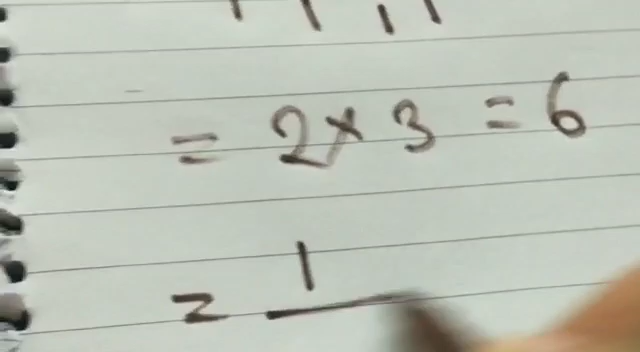 = 2 x 3 = 6
= 1